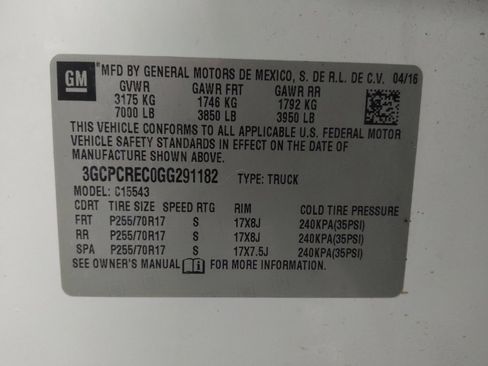 GM *MFD BY GENERAL MOTORS DE MEXICO, S. DE R.L. DE C.V. 04/16
GVWR GAWR FRT GAWR RR
3175 KG 1746 KG 1792 KG
7000 LB 3850 LB 3950 LB
THIS VEHICLE CONFORMS TO ALL APPLICABLE U.S. FEDERAL MOTOR
VEHICLE SAFETY STANDARDS IN EFFECT ON THE DATE OF
MANUFACTURE SHOWN ABOVE.
3GCPCREC0GG291182 TYPE: TRUCK
MODEL: C15543
CDRT TIRE SIZE SPEED RTG RIM COLD TIRE PRESSURE
FRT P255/70R17 S 17X8J 240KPA(35PSI)
RR P255/70R17 S 17X8J 240KPA(35PSI)
SPA P255/70R17 S 17X7.5J 240KPA(35PSI)
SEE OWNER'S MANUAL FOR MORE INFORMATION.